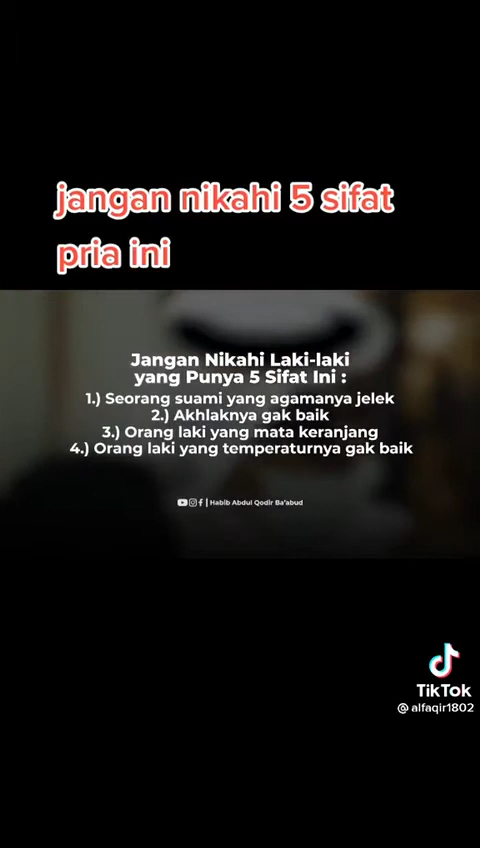 jangan nikahi 5 sifat
pria ini
Jangan Nikahi Laki-laki
yang Punya 5 Sifat Ini :
1.) Seorang suami yang agamanya jelek
2.) Akhlaknya gak baik
3.) Orang laki yang mata keranjang
4.) Orang laki yang temperaturnya gak baik
| Habib Abdul Qodir Ba'abud
TikTok
@ alfaqir1802